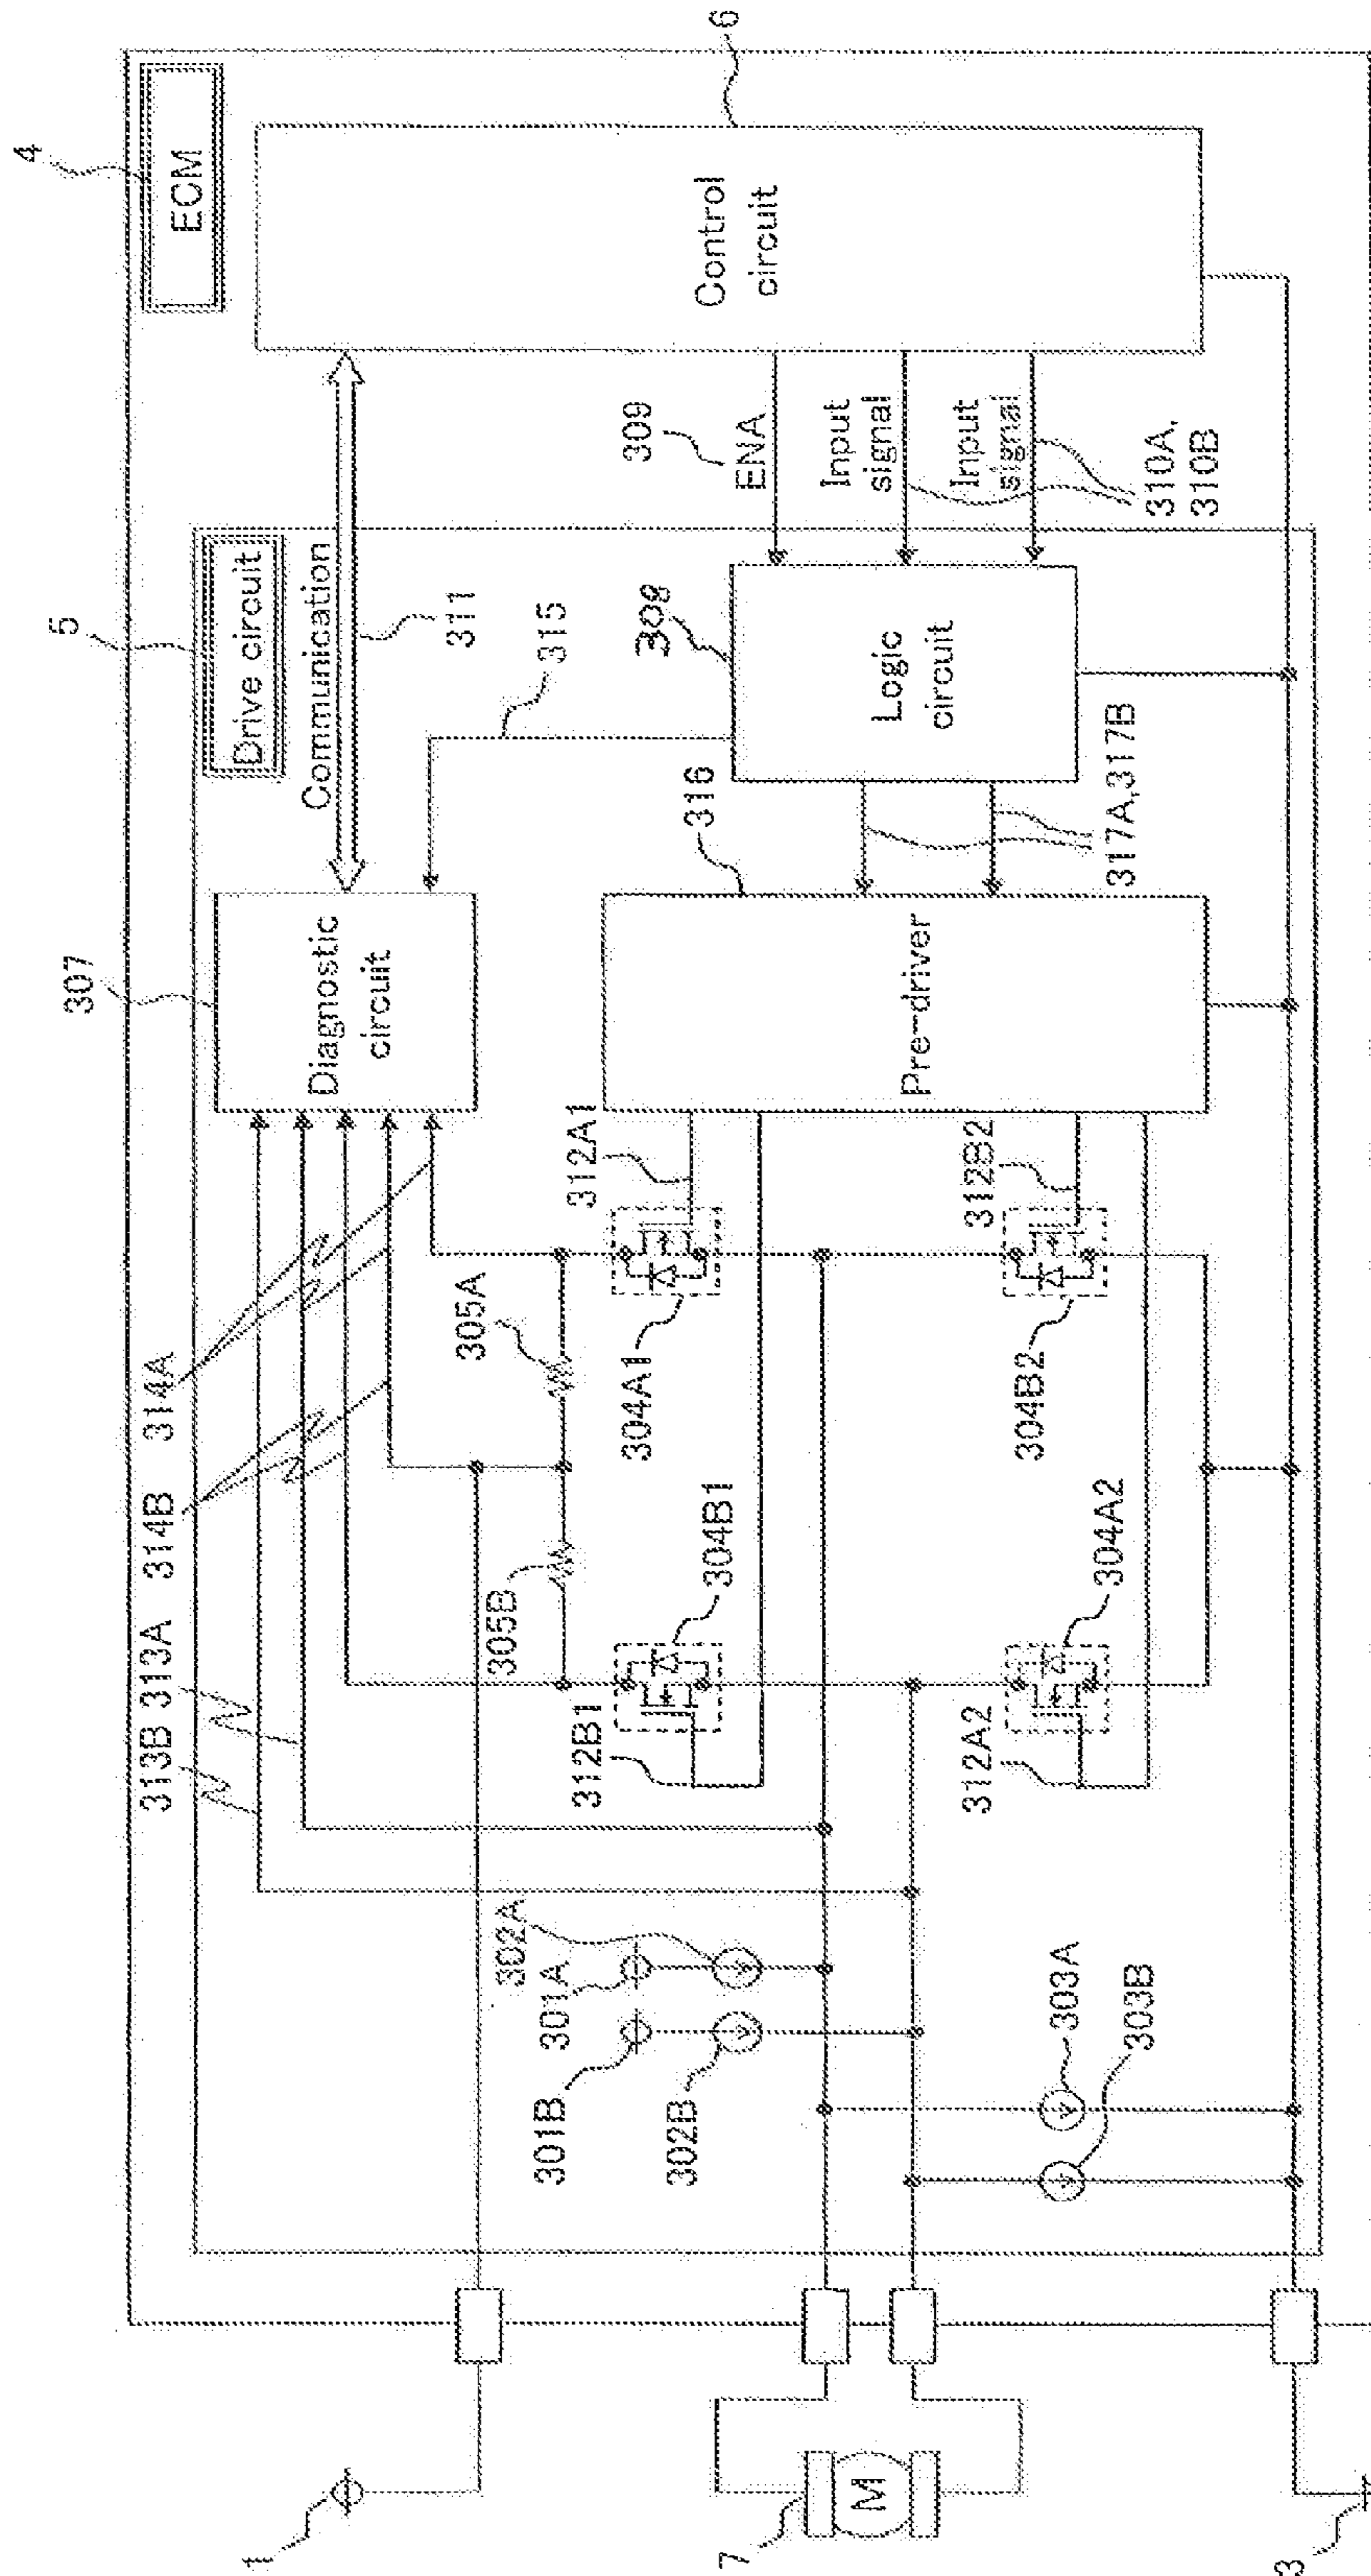 4
ECM
6
Control
circuit
5
Drive circuit
Communication
311
309
ENA
Input
signal
Input
signal
310A,
310B
315
308
Logic
circuit
317A,317B
307
Diagnostic
circuit
316
Pre-driver
314A
314B
313A
313B
312A1
312B2
305A
304A1
304B2
305B
304B1
304A2
312B1
312A2
302A
301A
301B
302B
303A
303B
1
7
M
3